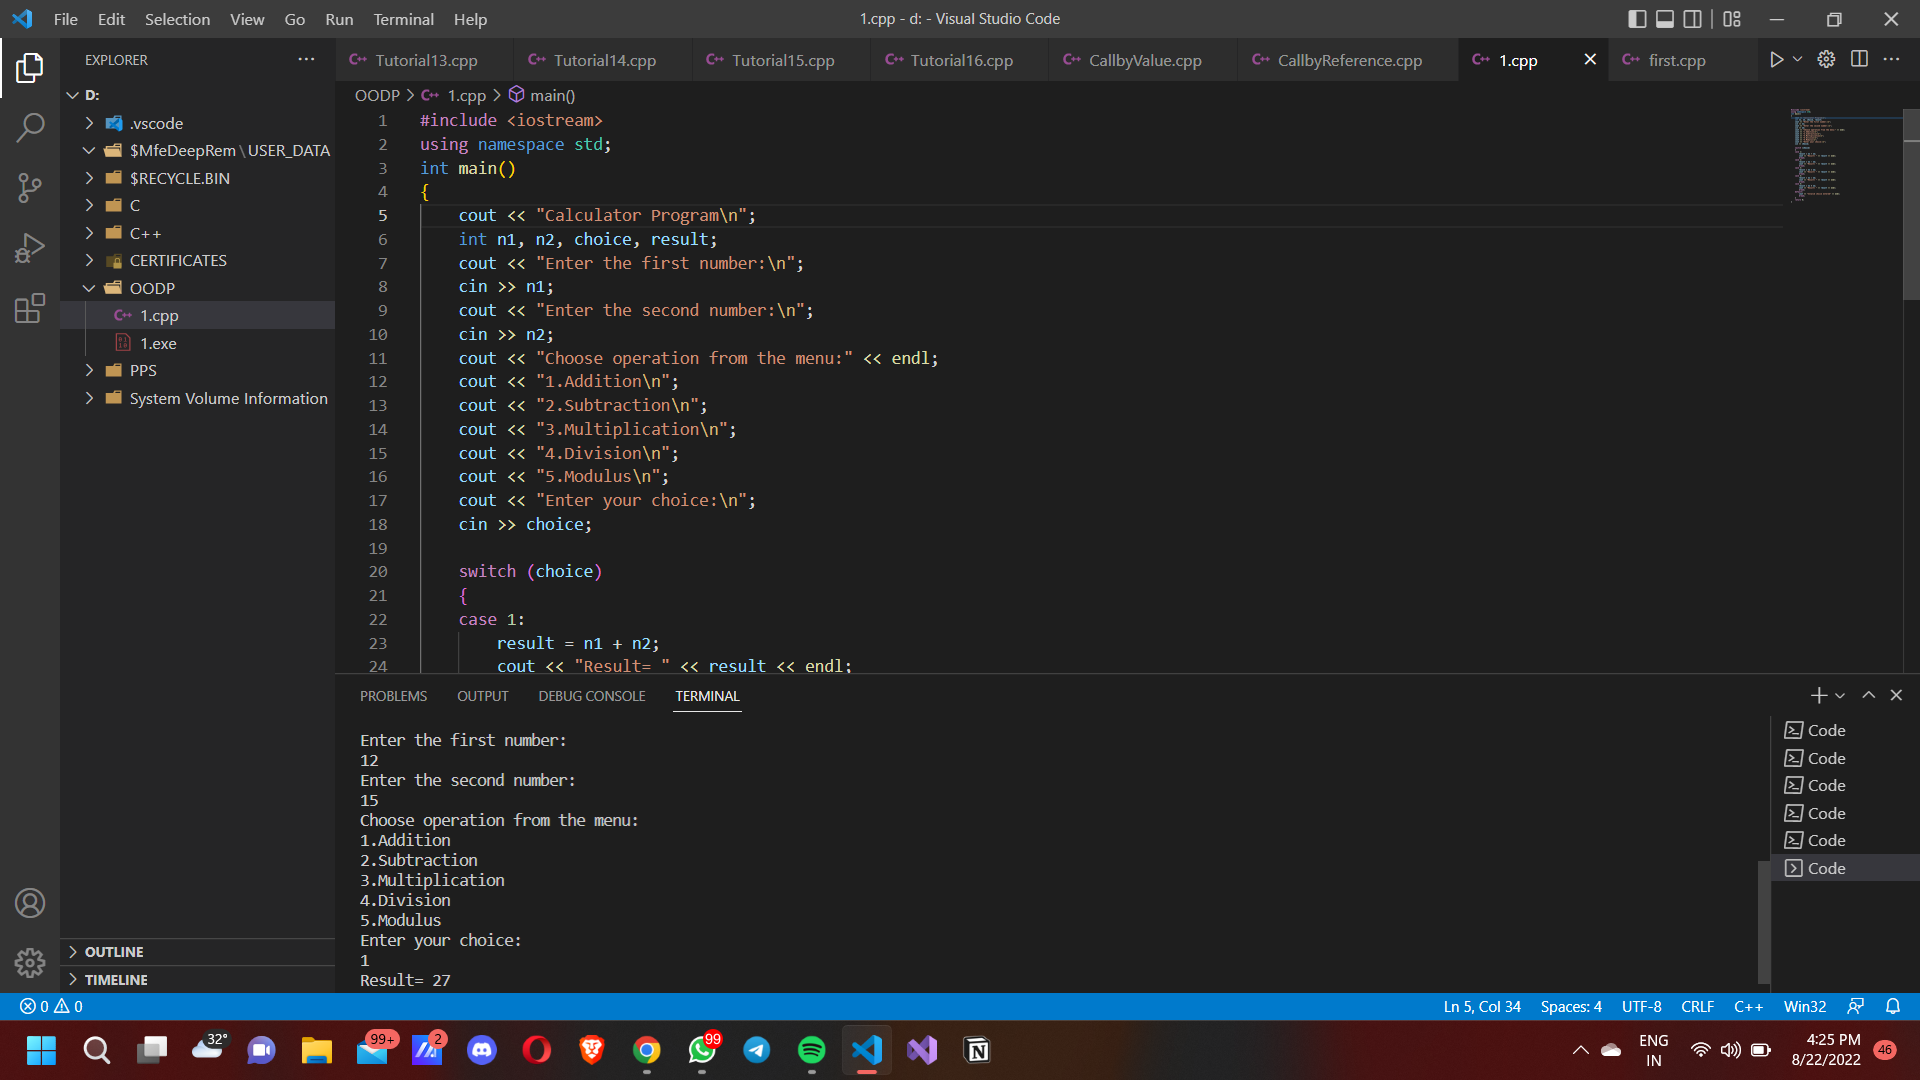 File Edit Selection View Go Run Terminal Help
1.cpp - d: - Visual Studio Code
EXPLORER
Tutorial13.cpp Tutorial14.cpp Tutorial15.cpp Tutorial16.cpp CallbyValue.cpp CallbyReference.cpp 1.cpp first.cpp
D:
.vscode
$MfeDeepRem\USER_DATA
$RECYCLE.BIN
C
C++
CERTIFICATES
OODP
1.cpp
1.exe
PPS
System Volume Information
OUTLINE
TIMELINE
OODP > 1.cpp > main()
1 #include <iostream>
2 using namespace std;
3 int main()
4 {
5 cout << "Calculator Program\n";
6 int n1, n2, choice, result;
7 cout << "Enter the first number:\n";
8 cin >> n1;
9 cout << "Enter the second number:\n";
10 cin >> n2;
11 cout << "Choose operation from the menu:" << endl;
12 cout << "1.Addition\n";
13 cout << "2.Subtraction\n";
14 cout << "3.Multiplication\n";
15 cout << "4.Division\n";
16 cout << "5.Modulus\n";
17 cout << "Enter your choice:\n";
18 cin >> choice;
19
20 switch (choice)
21 {
22 case 1:
23 result = n1 + n2;
24 cout << "Result= " << result << endl;
PROBLEMS OUTPUT DEBUG CONSOLE TERMINAL
Enter the first number:
12
Enter the second number:
15
Choose operation from the menu:
1.Addition
2.Subtraction
3.Multiplication
4.Division
5.Modulus
Enter your choice:
1
Result= 27
Code
Code
Code
Code
Code
Code
0 0
Ln 5, Col 34 Spaces: 4 UTF-8 CRLF C++ Win32
32° 99+ 2 99
ENG
IN
4:25 PM
8/22/2022
46